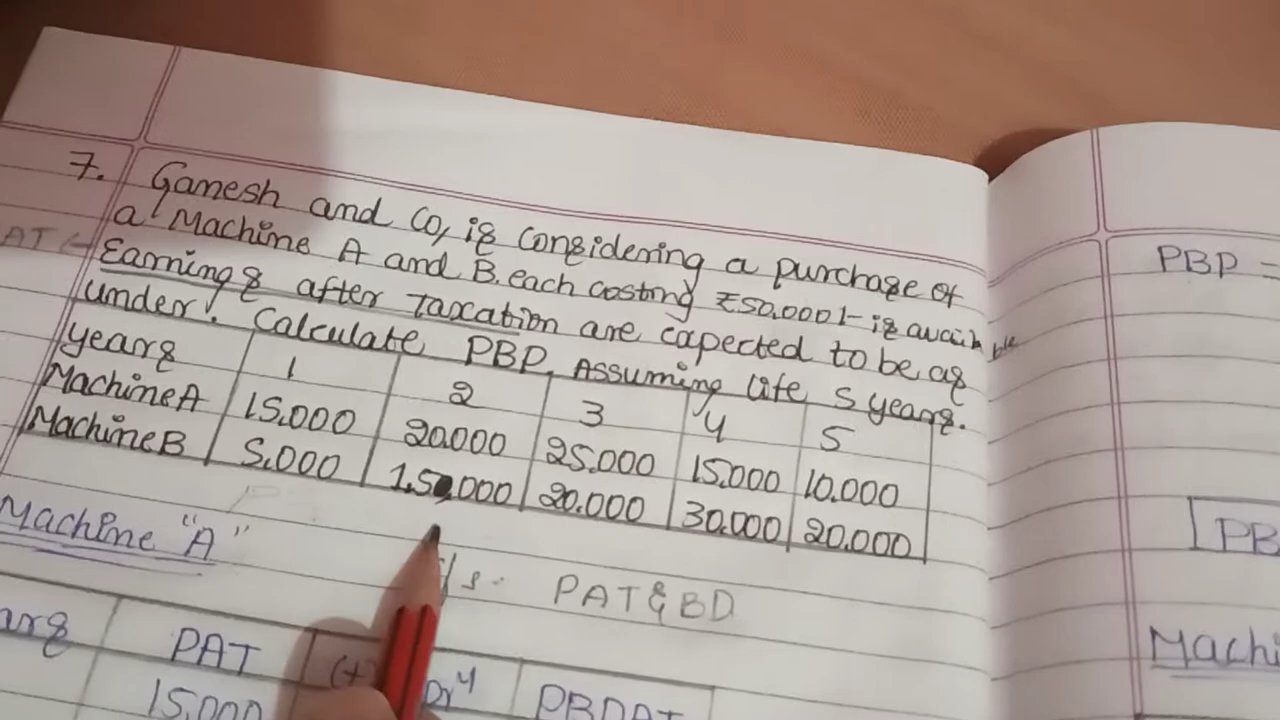 7. Ganesh and Co, is considering a purchase of
a Machine A and B. each costing ₹50,000/- is available
AT ← Earnings after Taxation are expected to be as
under. Calculate PBP, Assuming life 5 years.
years 1 2 3 4 5
Machine A 15.000 20.000 25.000 15.000 10.000
Machine B 5.000 15,000 20.000 30.000 20.000
PAT & BD
Machine "A"
PAT (+) PBDAT
15,000
PBP =
PB
Machi